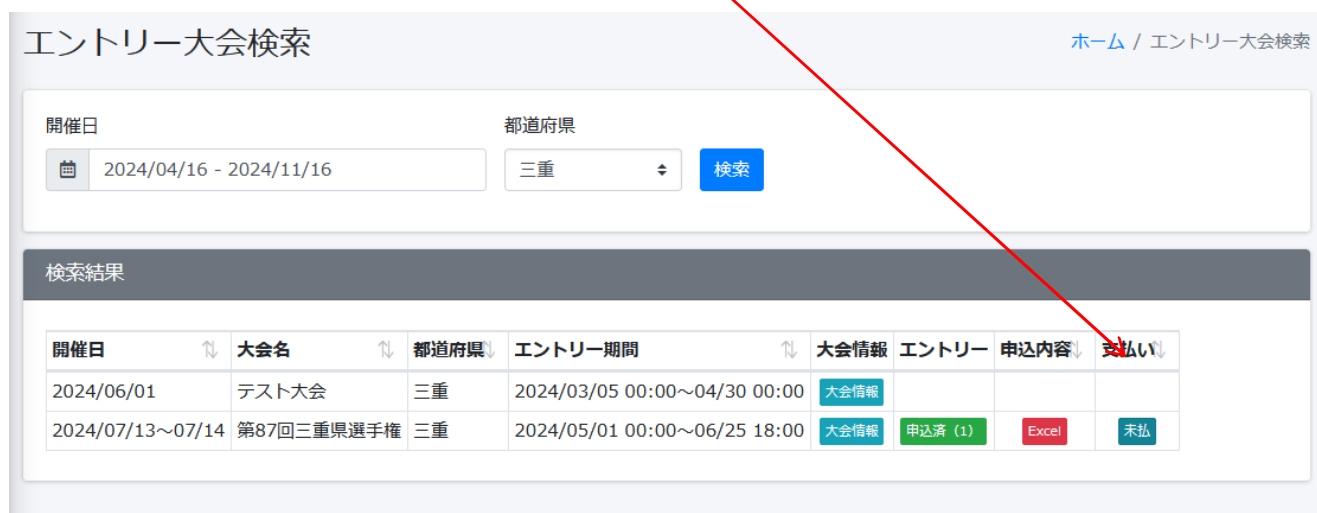 エントリー大会検索
ホーム / エントリー大会検索
開催日 都道府県
2024/04/16 - 2024/11/16 三重 検索
検索結果
開催日 大会名 都道府県 エントリー期間 大会情報 エントリー 申込内容 支払い
2024/06/01 テスト大会 三重 2024/03/05 00:00～04/30 00:00 大会情報
2024/07/13～07/14 第87回三重県選手権 三重 2024/05/01 00:00～06/25 18:00 大会情報 申込済（1） Excel 未払